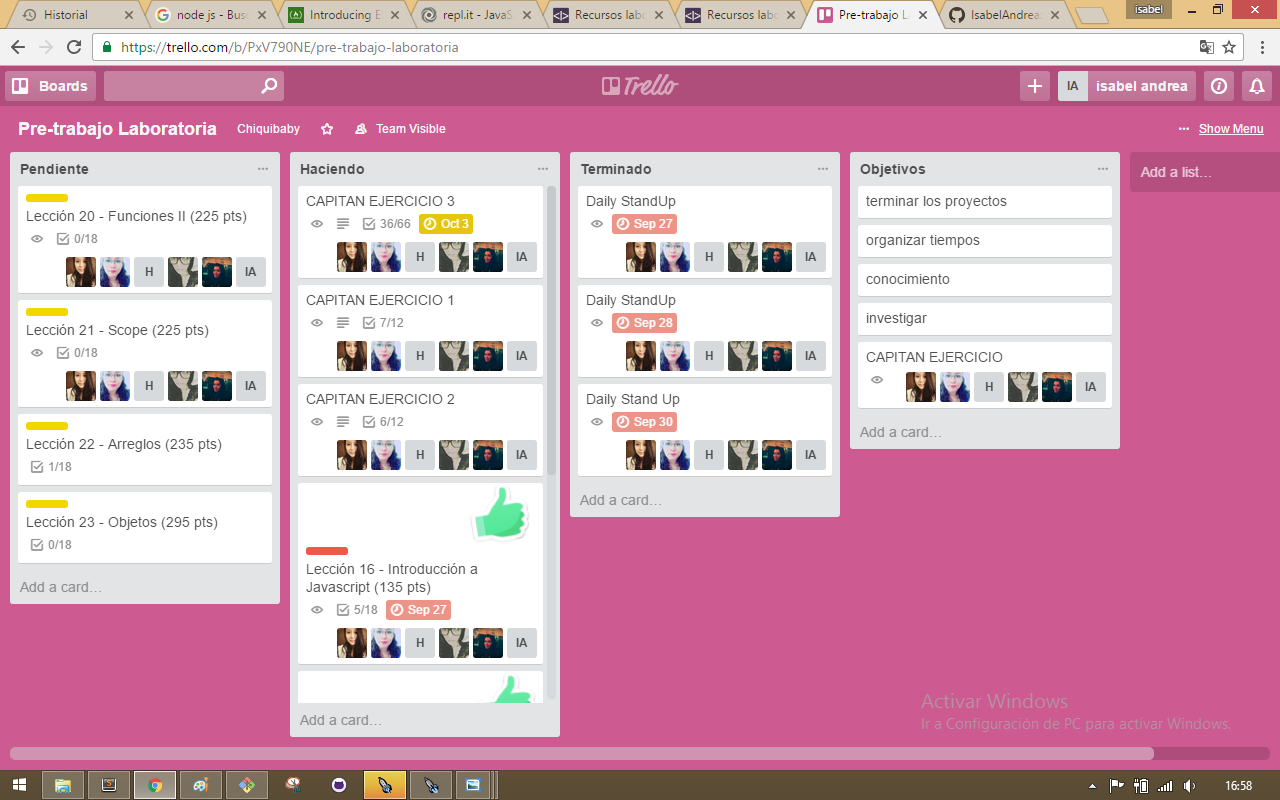 Historial
node js - Bus
Introducing E
repl.it - JavaS
Recursos labo
Recursos labo
Pre-trabajo L
IsabelAndrea
isabel
https://trello.com/b/PxV790NE/pre-trabajo-laboratoria
Boards
Trello
IA
isabel andrea
Pre-trabajo Laboratoria
Chiquibaby
Team Visible
Show Menu
Pendiente
Lección 20 - Funciones II (225 pts)
0/18
H
IA
Lección 21 - Scope (225 pts)
0/18
H
IA
Lección 22 - Arreglos (235 pts)
1/18
Lección 23 - Objetos (295 pts)
0/18
Add a card…
Haciendo
CAPITAN EJERCICIO 3
36/66
Oct 3
H
IA
CAPITAN EJERCICIO 1
7/12
H
IA
CAPITAN EJERCICIO 2
6/12
H
IA
Lección 16 - Introducción a
Javascript (135 pts)
5/18
Sep 27
H
IA
Add a card…
Terminado
Daily StandUp
Sep 27
H
IA
Daily StandUp
Sep 28
H
IA
Daily Stand Up
Sep 30
H
IA
Add a card…
Objetivos
terminar los proyectos
organizar tiempos
conocimiento
investigar
CAPITAN EJERCICIO
H
IA
Add a card…
Add a list…
Activar Windows
Ir a Configuración de PC para activar Windows.
16:58